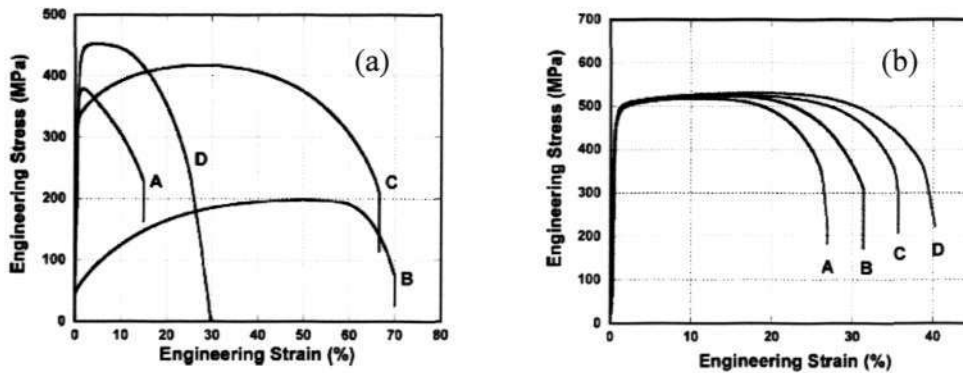 500
400
300
200
100
0
Engineering Stress (MPa)
(a)
A
D
C
B
0 10 20 30 40 50 60 70 80
Engineering Strain (%)
700
600
500
400
300
200
100
0
Engineering Stress (MPa)
(b)
A B C D
0 10 20 30 40
Engineering Strain (%)